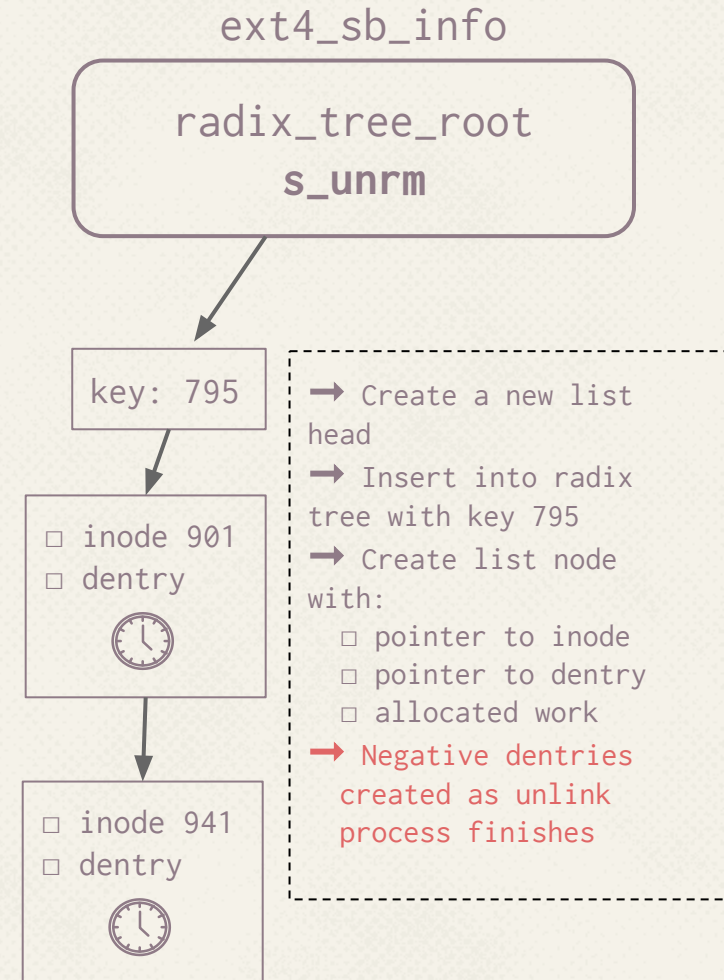 ext4_sb_info
radix_tree_root
s_unrm
key: 795
□ inode 901
□ dentry
□ inode 941
□ dentry
➞ Create a new list
head
➞ Insert into radix
tree with key 795
➞ Create list node
with:
□ pointer to inode
□ pointer to dentry
□ allocated work
➞ Negative dentries
created as unlink
process finishes